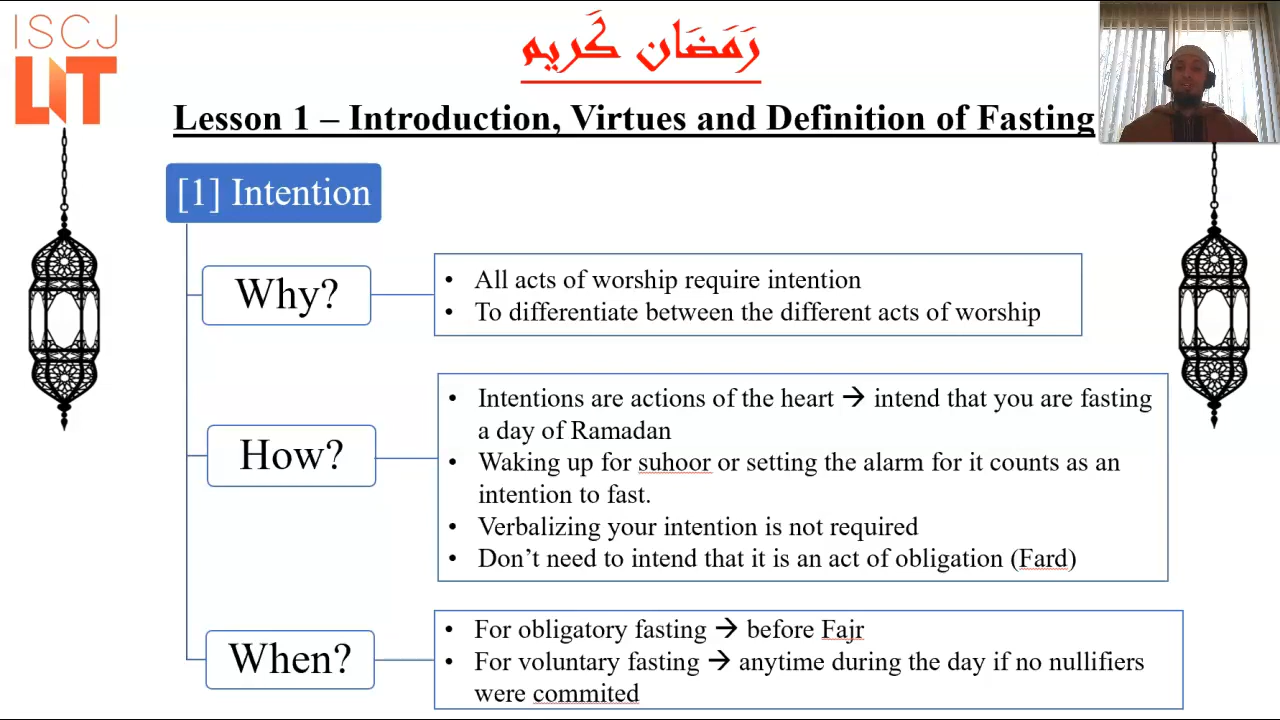 ISCJ
LIT
رَمَضَان كَريم
Lesson 1 – Introduction, Virtues and Definition of Fasting
[1] Intention
Why?
• All acts of worship require intention
• To differentiate between the different acts of worship
How?
• Intentions are actions of the heart → intend that you are fasting
a day of Ramadan
• Waking up for suhoor or setting the alarm for it counts as an
intention to fast.
• Verbalizing your intention is not required
• Don’t need to intend that it is an act of obligation (Fard)
When?
• For obligatory fasting → before Fajr
• For voluntary fasting → anytime during the day if no nullifiers
were commited